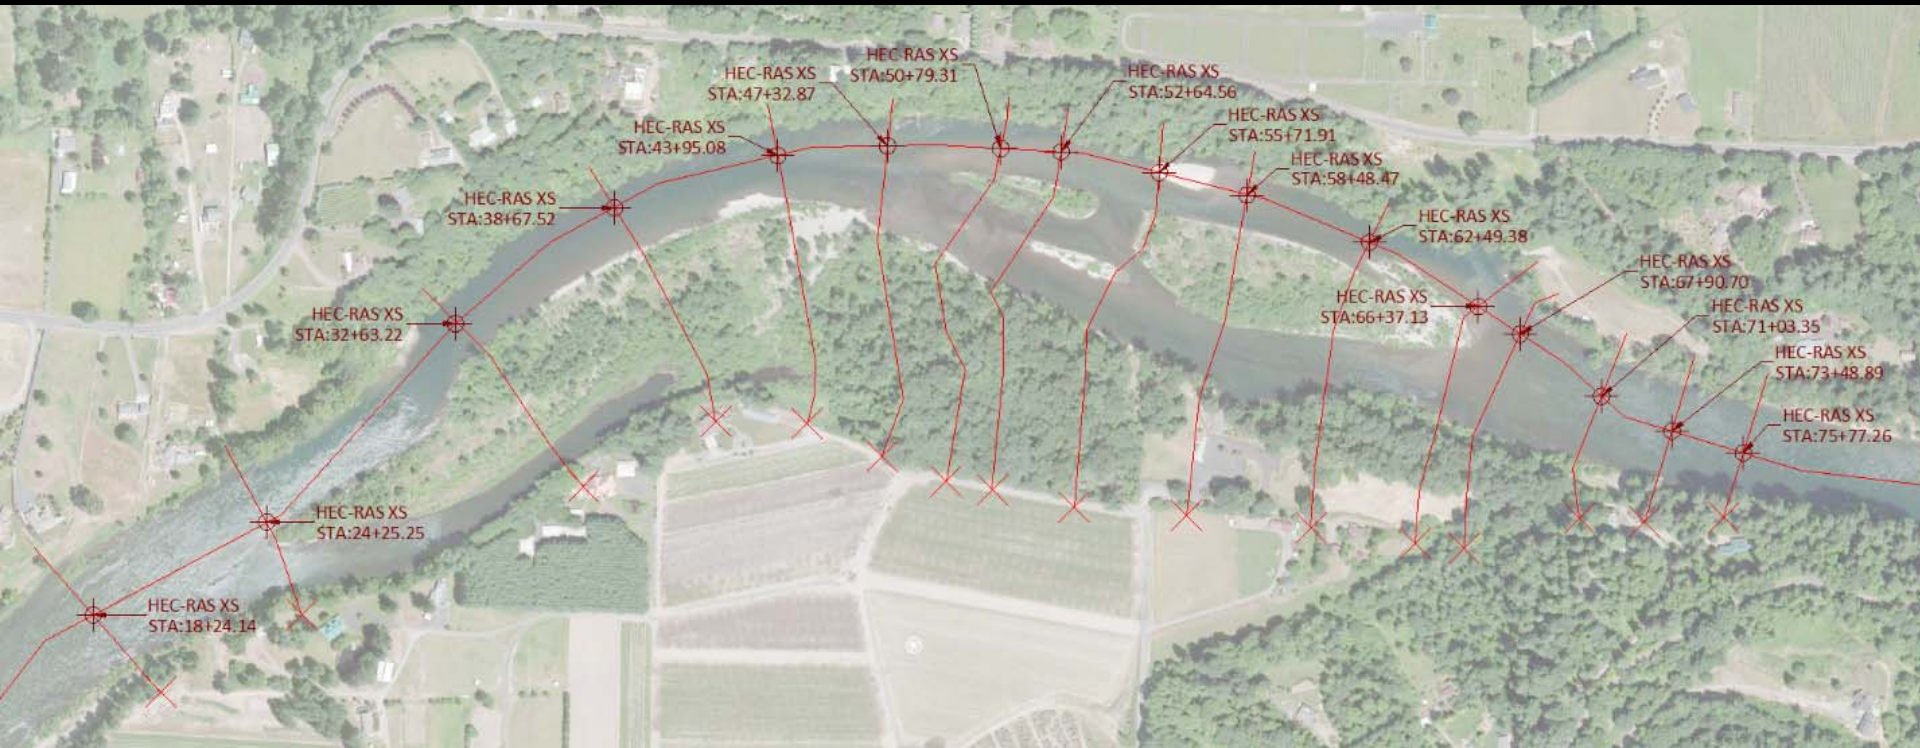 HEC-RAS XS
STA:50+79.31
HEC-RAS XS
STA:47+32.87
HEC-RAS XS
STA:52+64.56
HEC-RAS XS
STA:43+95.08
HEC-RAS XS
STA:55+71.91
HEC-RAS XS
STA:58+48.47
HEC-RAS XS
STA:38+67.52
HEC-RAS XS
STA:62+49.38
HEC-RAS XS
STA:67+90.70
HEC-RAS XS
STA:66+37.13
HEC-RAS XS
STA:32+63.22
HEC-RAS XS
STA:71+03.35
HEC-RAS XS
STA:73+48.89
HEC-RAS XS
STA:75+77.26
HEC-RAS XS
STA:24+25.25
HEC-RAS XS
STA:18+24.14